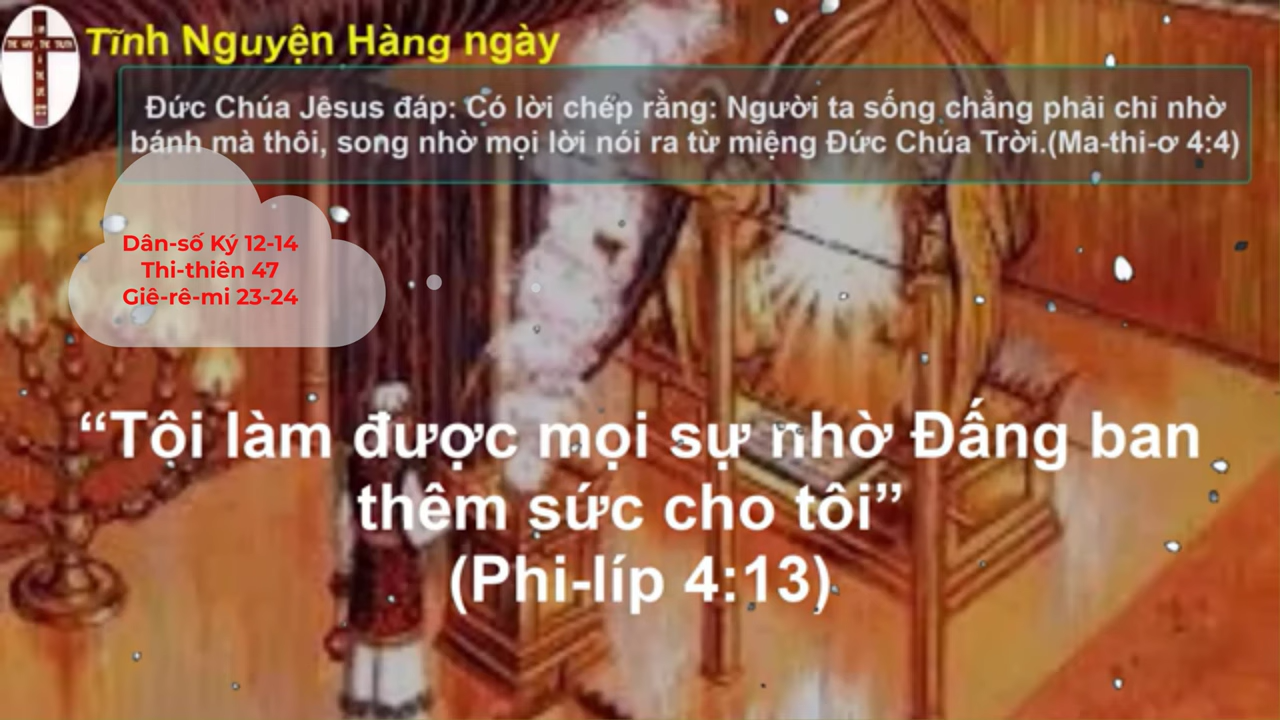 Tĩnh Nguyện Hàng ngày
Đức Chúa Jêsus đáp: Có lời chép rằng: Người ta sống chẳng phải chỉ nhờ
bánh mà thôi, song nhờ mọi lời nói ra từ miệng Đức Chúa Trời.(Ma-thi-ơ 4:4)
Dân-số Ký 12-14
Thi-thiên 47
Giê-rê-mi 23-24
“Tôi làm được mọi sự nhờ Đấng ban
thêm sức cho tôi”
(Phi-líp 4:13)